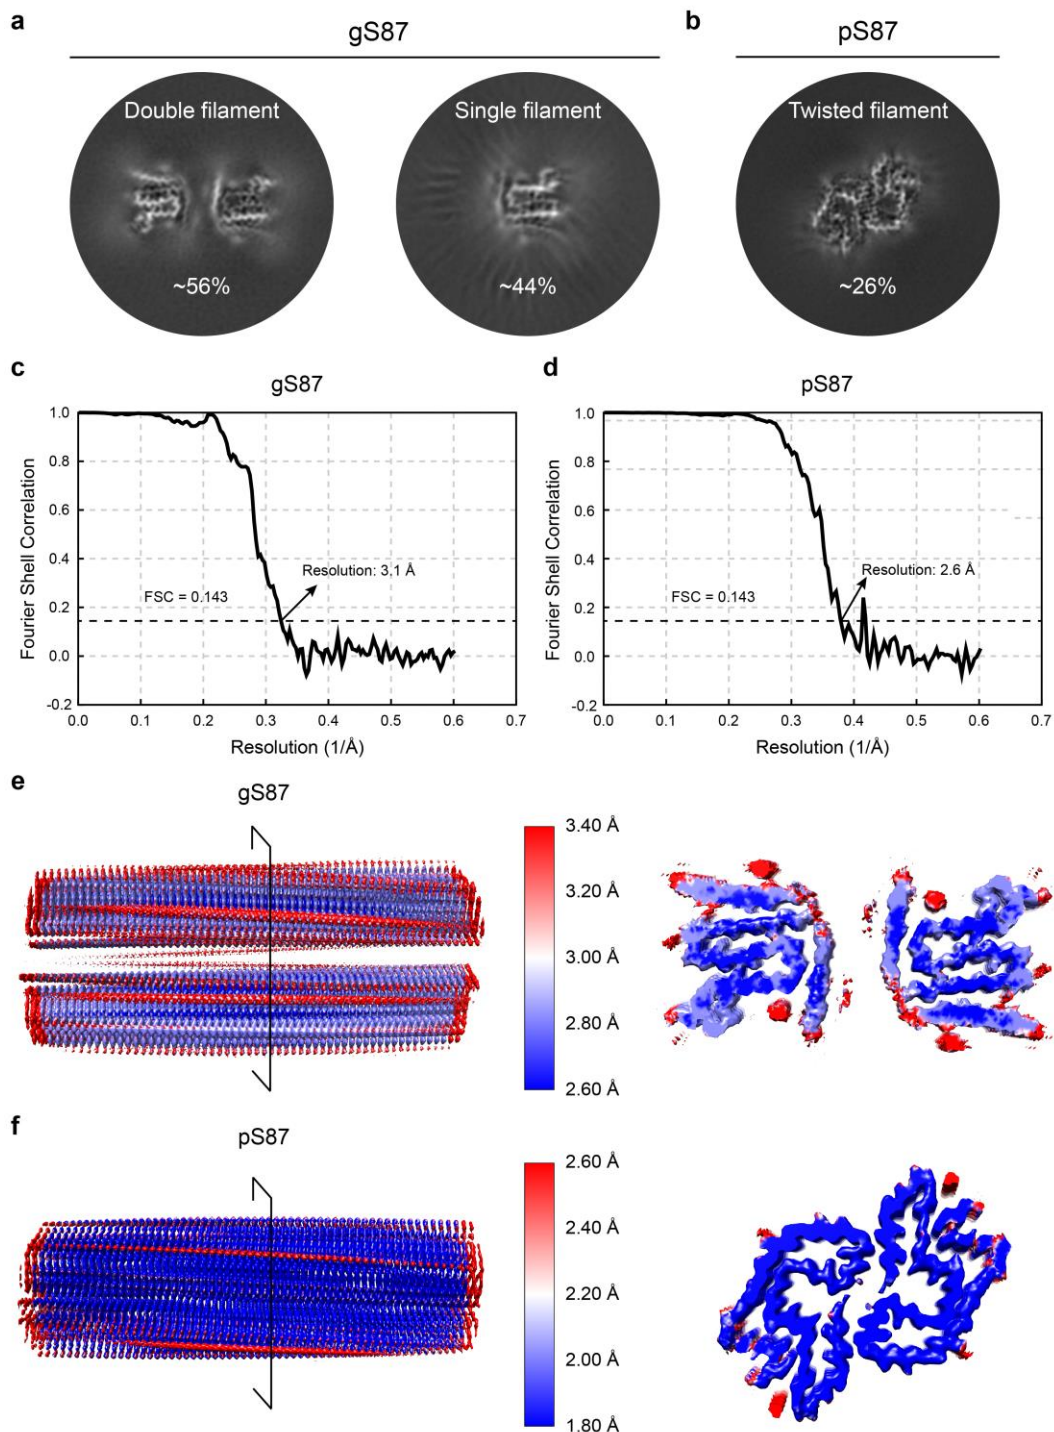 a
gS87
b
pS87
Double filament
Single filament
Twisted filament
~56%
~44%
~26%
c
gS87
d
pS87
Fourier Shell Correlation
1.0
0.8
0.6
0.4
0.2
0.0
-0.2
FSC = 0.143
Resolution: 3.1 Å
0.0 0.1 0.2 0.3 0.4 0.5 0.6 0.7
Resolution (1/Å)
Fourier Shell Correlation
1.0
0.8
0.6
0.4
0.2
0.0
-0.2
FSC = 0.143
Resolution: 2.6 Å
0.0 0.1 0.2 0.3 0.4 0.5 0.6 0.7
Resolution (1/Å)
e
gS87
3.40 Å
3.20 Å
3.00 Å
2.80 Å
2.60 Å
f
pS87
2.60 Å
2.40 Å
2.20 Å
2.00 Å
1.80 Å